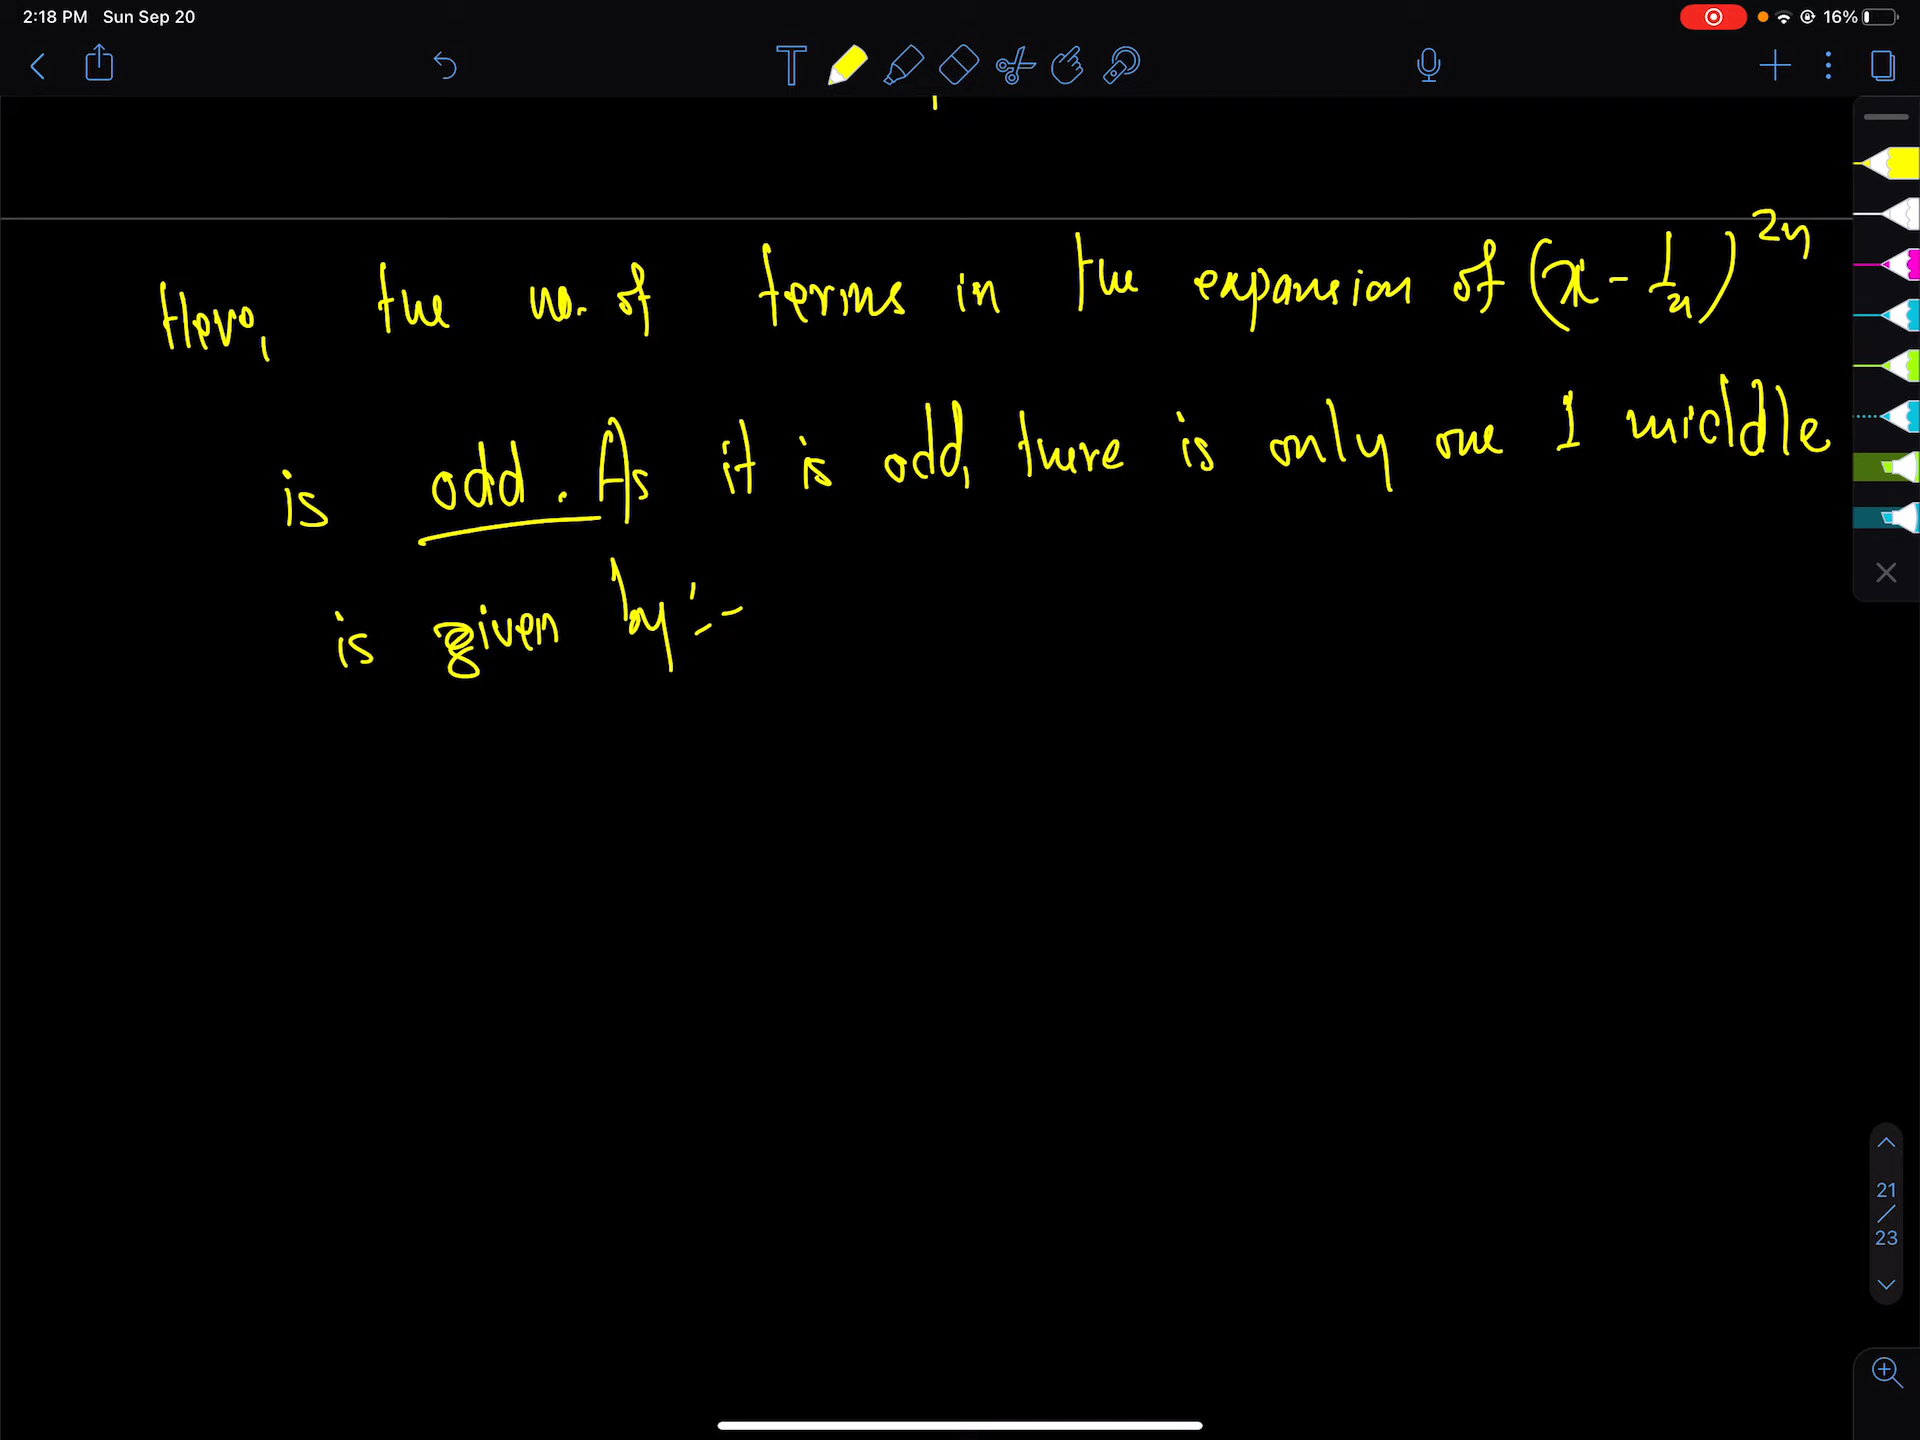 2:18 PM Sun Sep 20
16%
T
Here, the no. of terms in the expansion of (x - 1/x)^2n
is odd. As it is odd, there is only one 1 middle
is given by:-
21
/
23